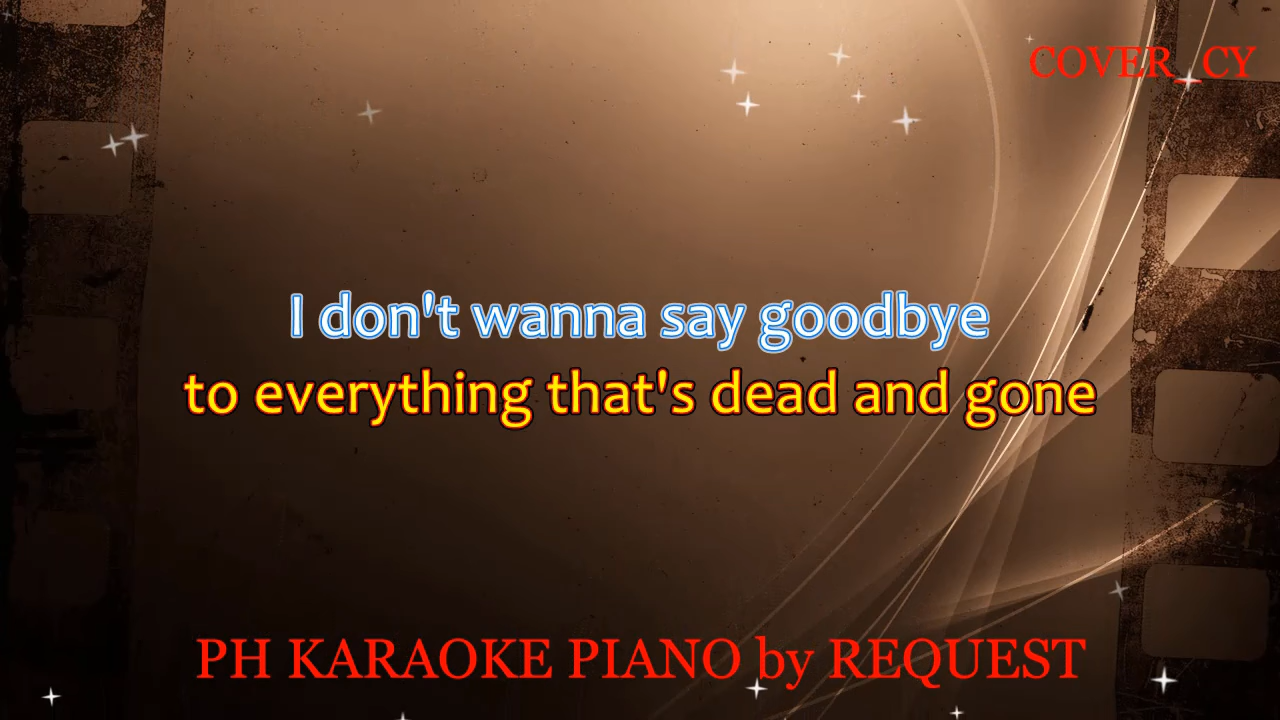 COVER_CY
I don't wanna say goodbye
to everything that's dead and gone
PH KARAOKE PIANO by REQUEST